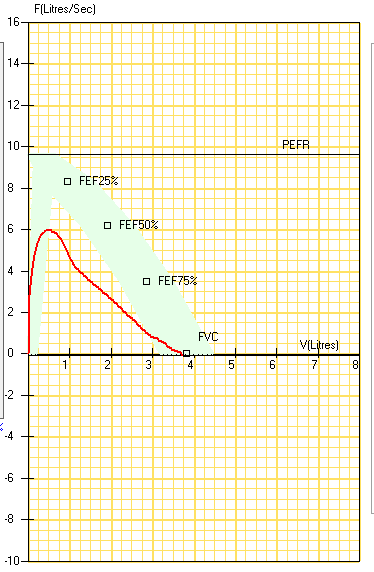 F(Litres/Sec)
16
14
12
10
PEFR
8
FEF25%
6
FEF50%
4
FEF75%
2
FVC
V(Litres)
0
1 2 3 4 5 6 7 8
-2
-4
%
-6
-8
-10